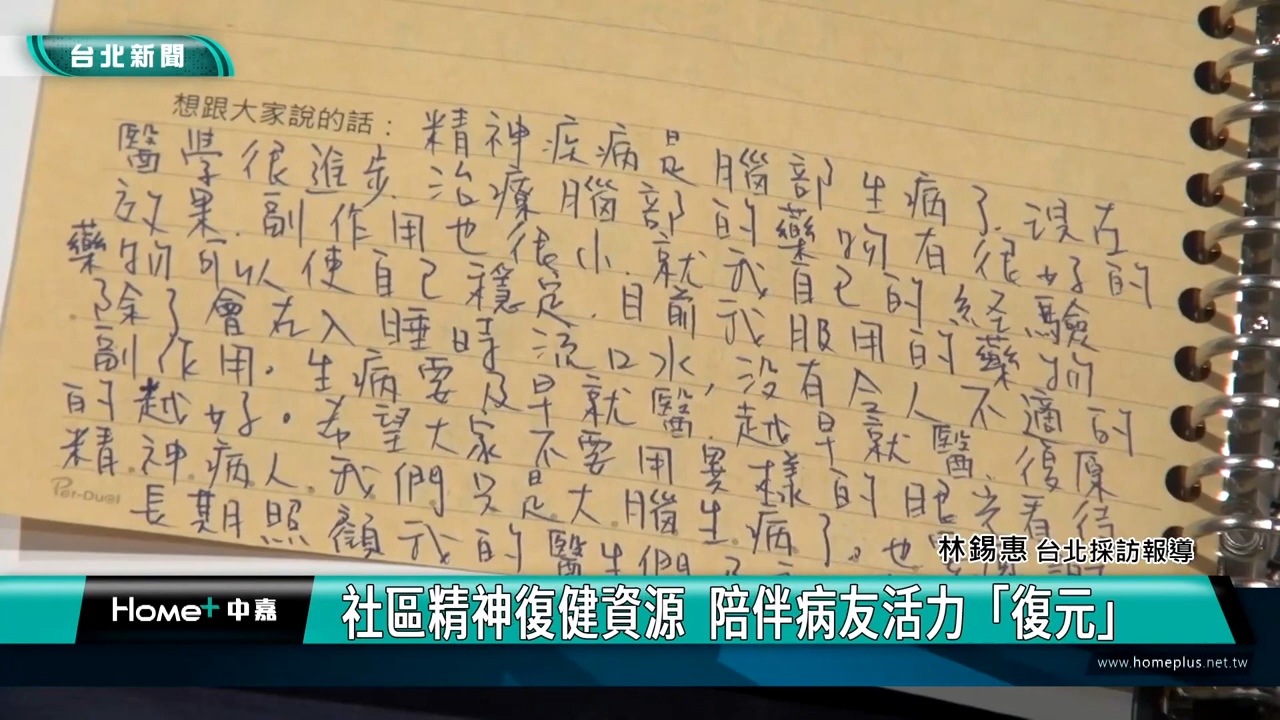 台北新聞
想跟大家說的話：精神疾病是腦部生病了.現在
醫學很進步.治療腦部的藥物有很好的
效果.副作用也很小.就我自己的經驗
藥物可以使自己穩定.目前我服用的藥物
除了會在入睡時流口水，沒有令人不適的
副作用。生病要及早就醫.越早就醫.復原
的越好。希望大家不要用異樣的眼光看待
精神病人.我們只是大腦生病了。也
長期照顧我的醫生們
Per-Dual
林錫惠 台北採訪報導
Home+中嘉
社區精神復健資源 陪伴病友活力「復元」
www.homeplus.net.tw